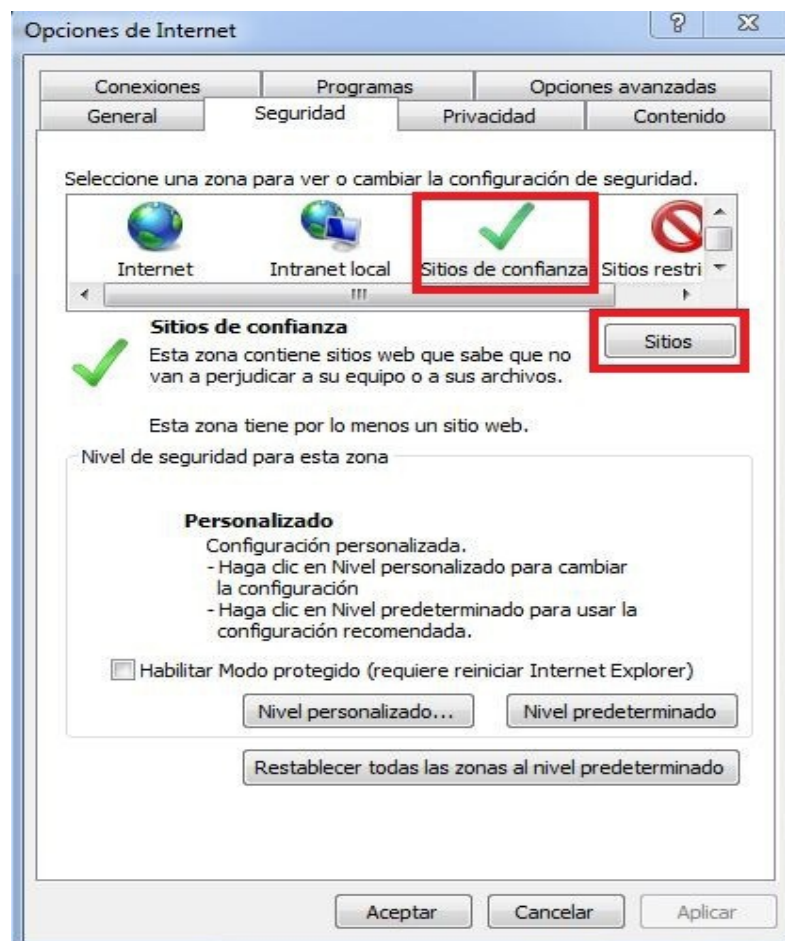 Opciones de Internet
Conexiones Programas Opciones avanzadas
General Seguridad Privacidad Contenido
Seleccione una zona para ver o cambiar la configuración de seguridad.
Internet Intranet local Sitios de confianza Sitios restri
Sitios de confianza
Sitios
Esta zona contiene sitios web que sabe que no
van a perjudicar a su equipo o a sus archivos.
Esta zona tiene por lo menos un sitio web.
Nivel de seguridad para esta zona
Personalizado
Configuración personalizada.
- Haga clic en Nivel personalizado para cambiar
la configuración
- Haga clic en Nivel predeterminado para usar la
configuración recomendada.
Habilitar Modo protegido (requiere reiniciar Internet Explorer)
Nivel personalizado... Nivel predeterminado
Restablecer todas las zonas al nivel predeterminado
Aceptar Cancelar Aplicar